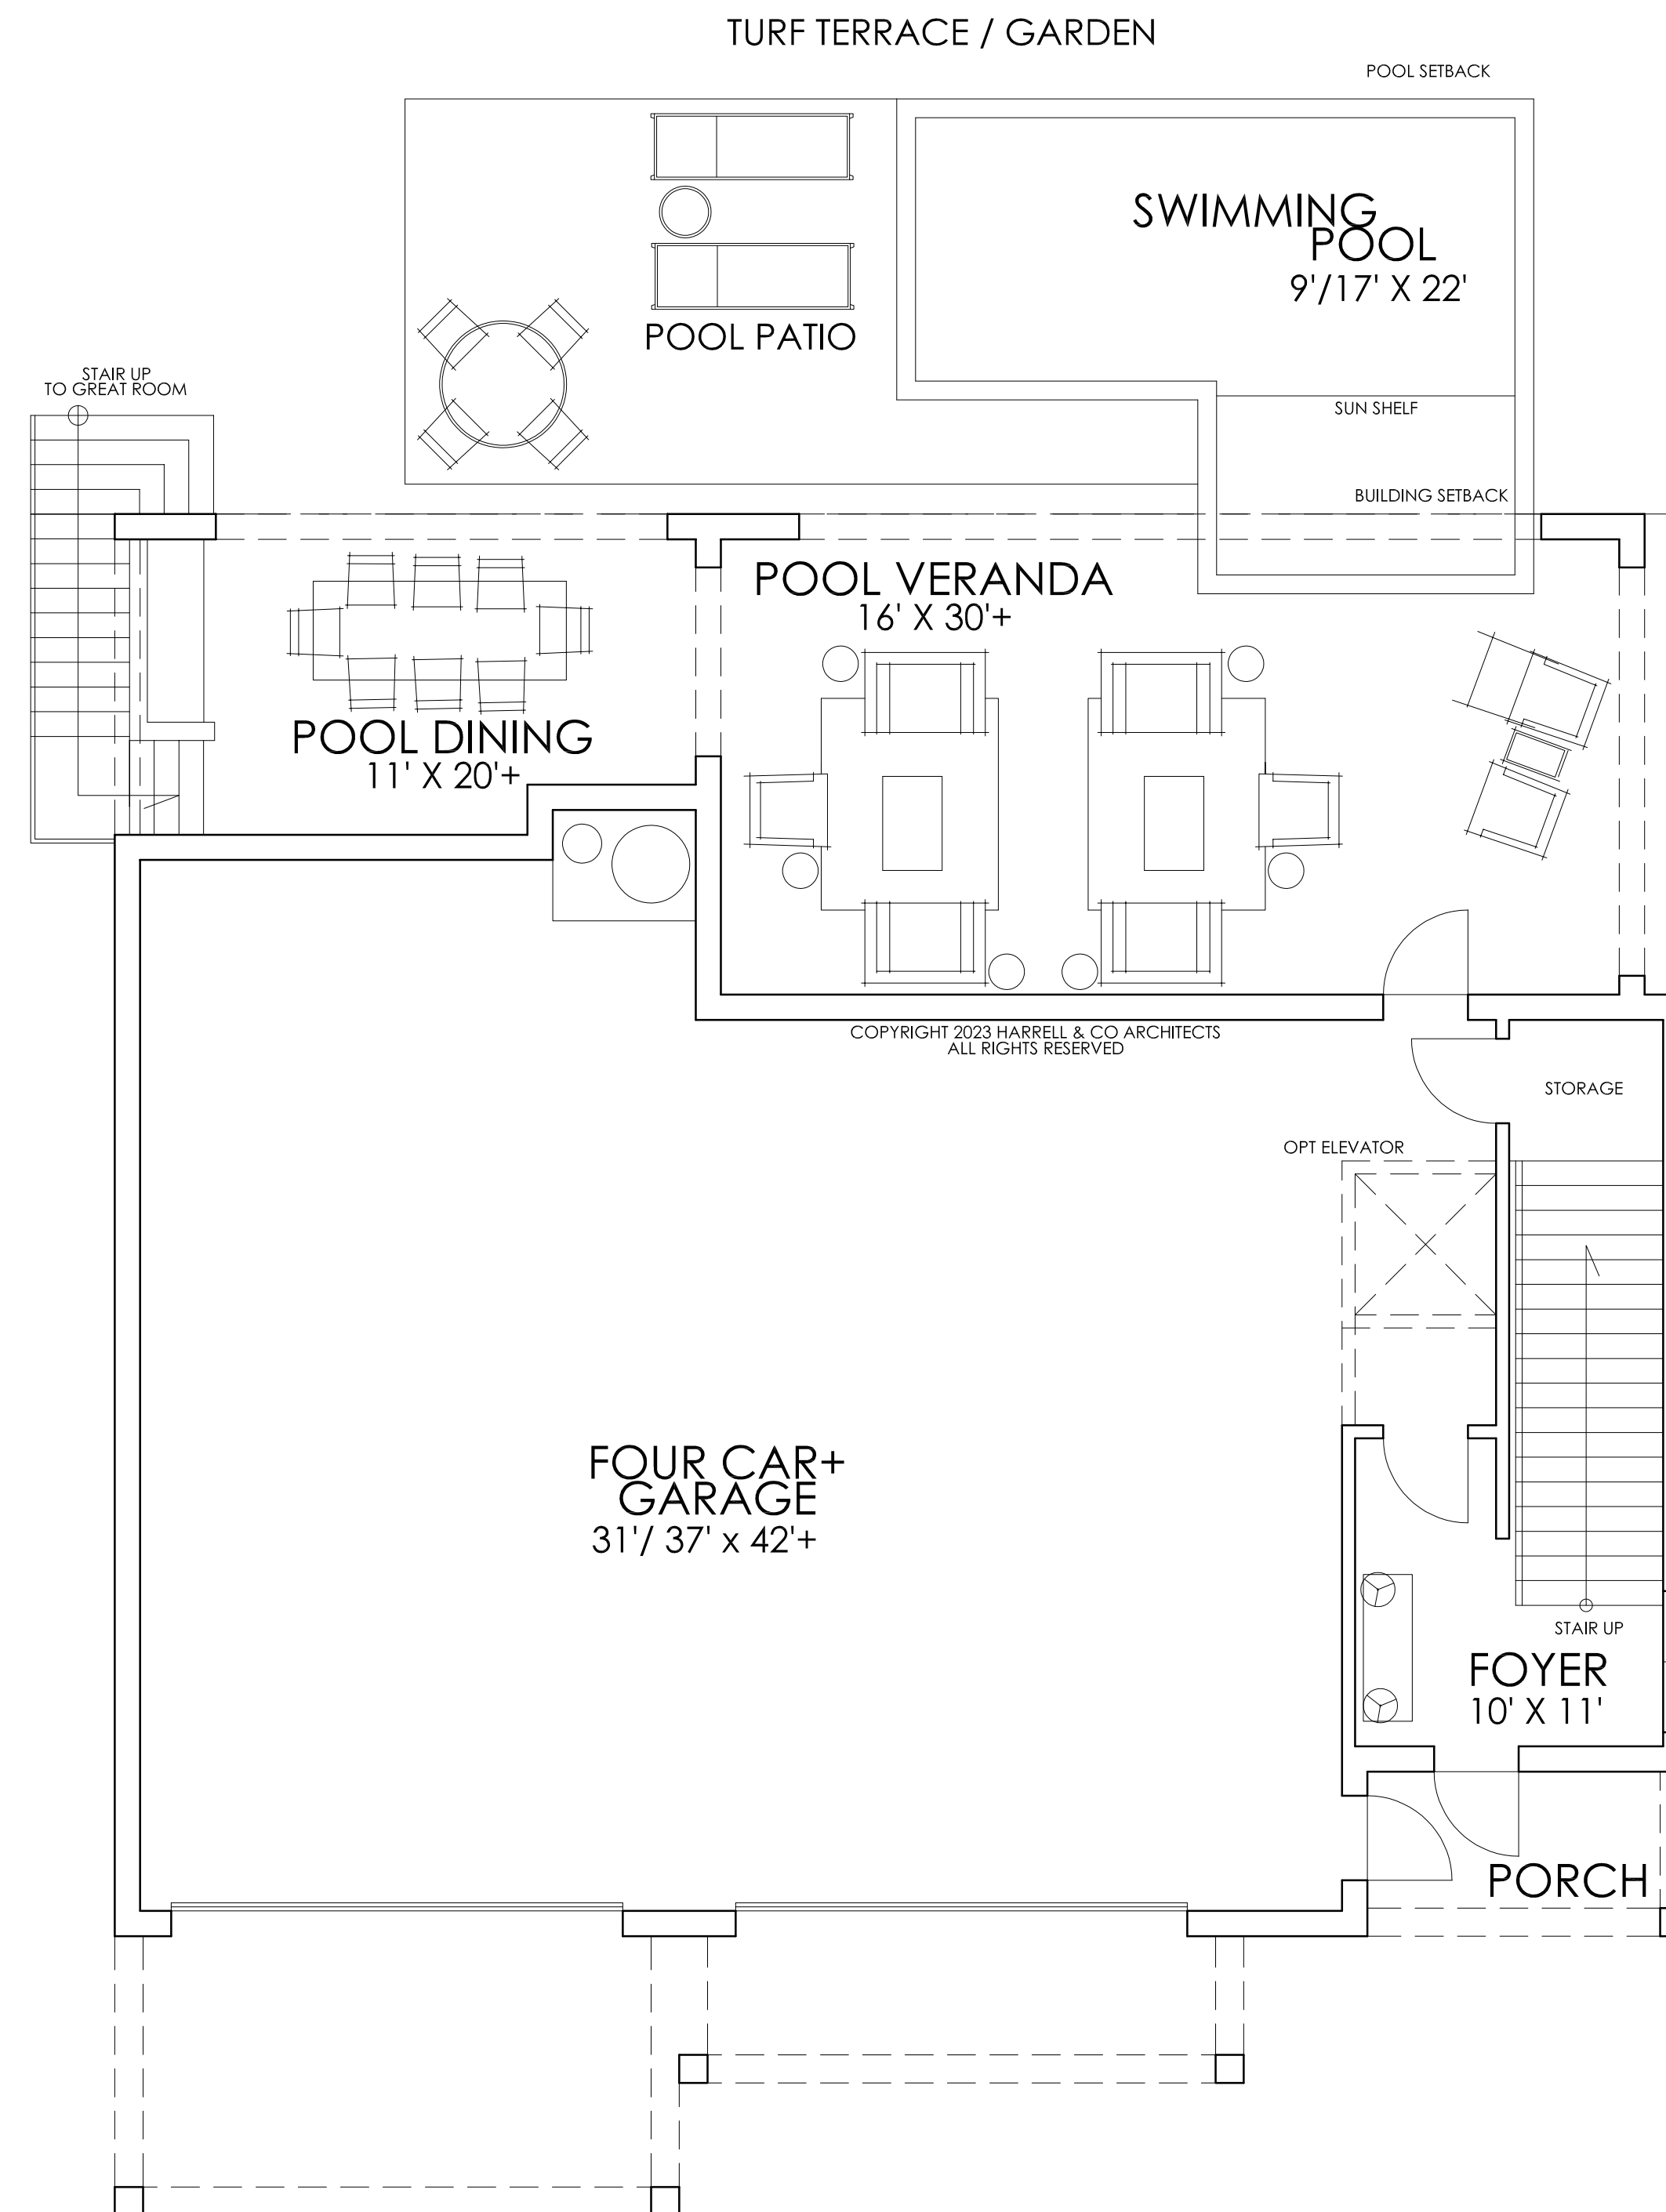 TURF TERRACE / GARDEN
POOL SETBACK
SWIMMING
POOL
9'/17' X 22'
POOL PATIO
STAIR UP
TO GREAT ROOM
SUN SHELF
BUILDING SETBACK
POOL VERANDA
16' X 30'+
POOL DINING
11' X 20'+
COPYRIGHT 2023 HARRELL & CO ARCHITECTS
ALL RIGHTS RESERVED
STORAGE
OPT ELEVATOR
FOUR CAR+
GARAGE
31'/ 37' x 42'+
STAIR UP
FOYER
10' X 11'
PORCH